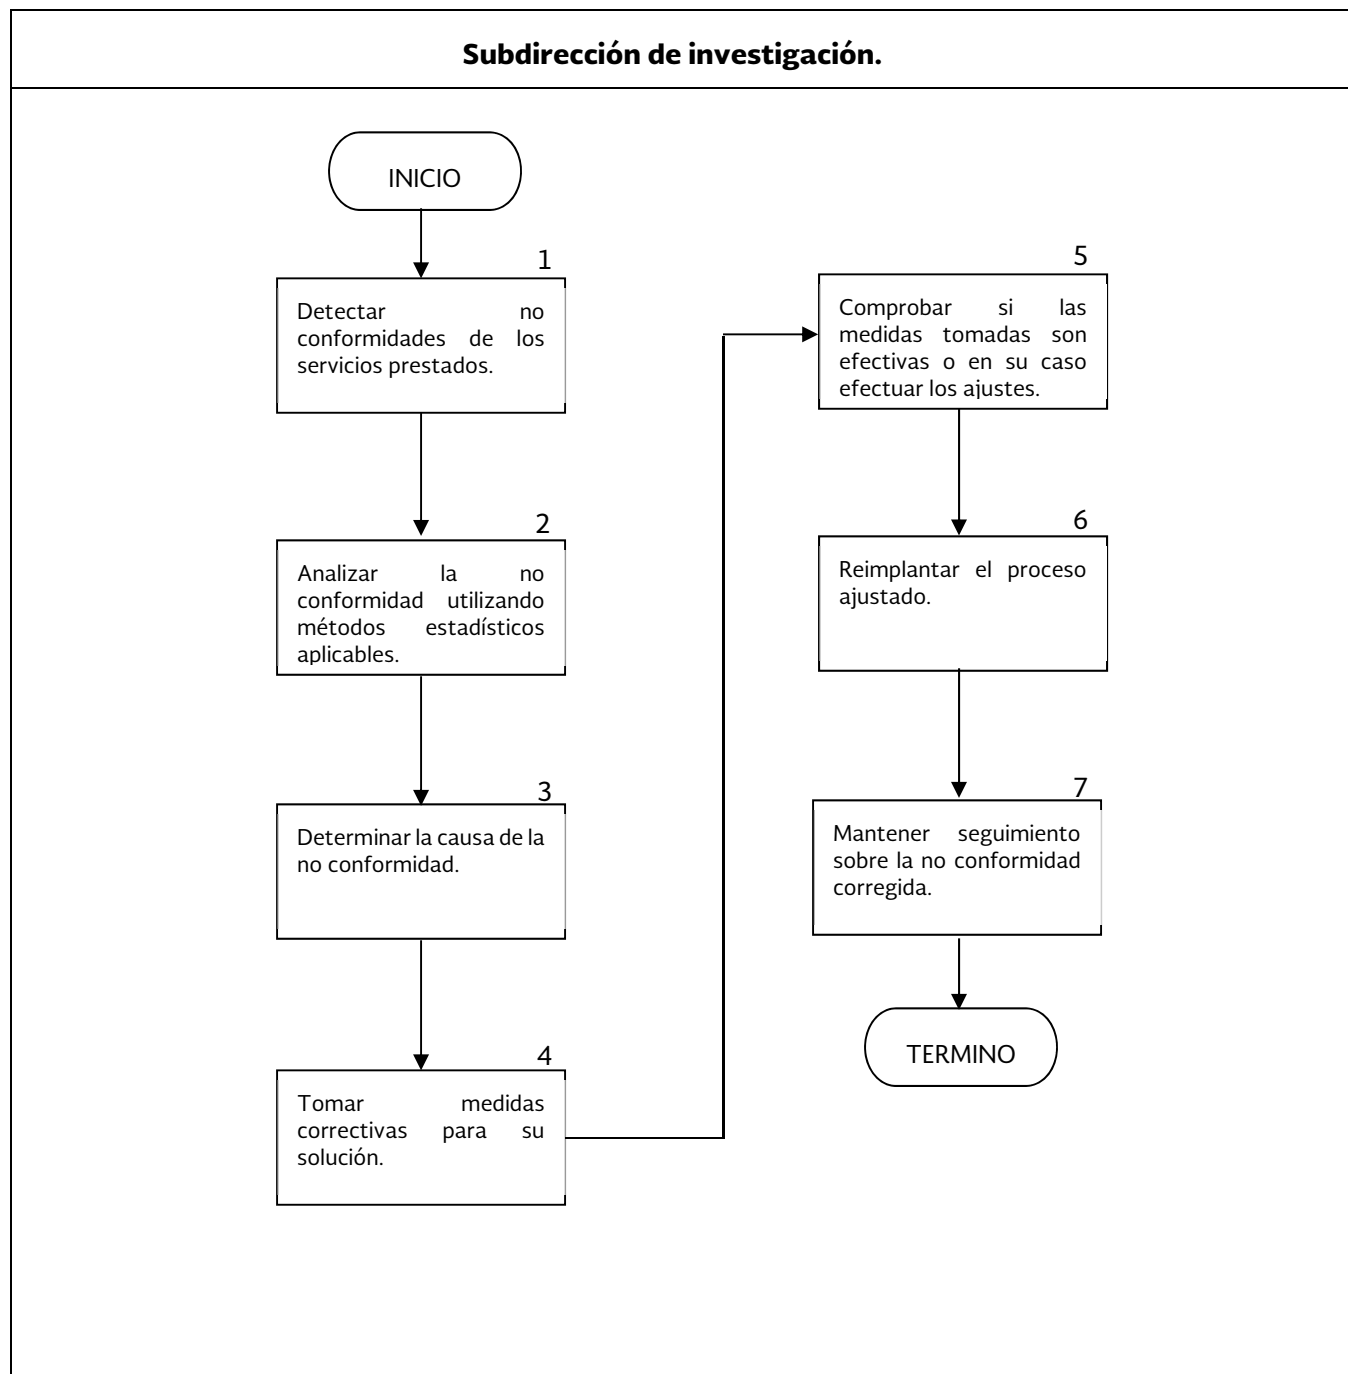 Subdirección de investigación.
INICIO
1
Detectar no
conformidades de los
servicios prestados.
2
Analizar la no
conformidad utilizando
métodos estadísticos
aplicables.
3
Determinar la causa de la
no conformidad.
4
Tomar medidas
correctivas para su
solución.
5
Comprobar si las
medidas tomadas son
efectivas o en su caso
efectuar los ajustes.
6
Reimplantar el proceso
ajustado.
7
Mantener seguimiento
sobre la no conformidad
corregida.
TERMINO